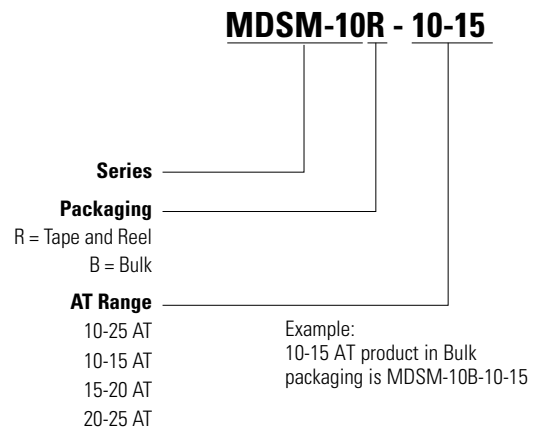 MDSM-10R - 10-15
Series
Packaging
R = Tape and Reel
B = Bulk
AT Range
10-25 AT
10-15 AT
15-20 AT
20-25 AT
Example:
10-15 AT product in Bulk
packaging is MDSM-10B-10-15